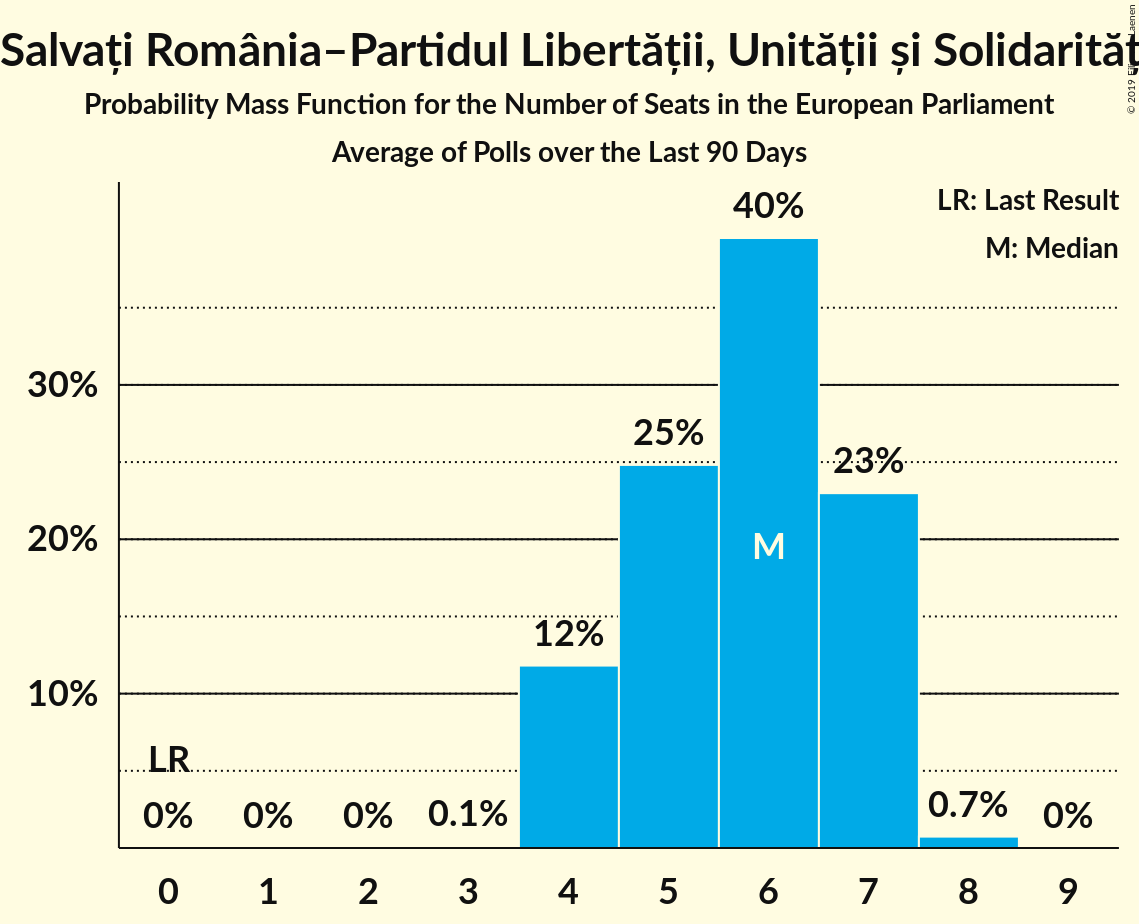 Salvați România–Partidul Libertății, Unității și Solidarităț
Probability Mass Function for the Number of Seats in the European Parliament
Average of Polls over the Last 90 Days
© 2019 Laenen
LR: Last Result
M: Median
40%
30%
25%
23%
20%
M
12%
10%
LR
0% 0% 0% 0.1% 0.7% 0%
0 1 2 3 4 5 6 7 8 9